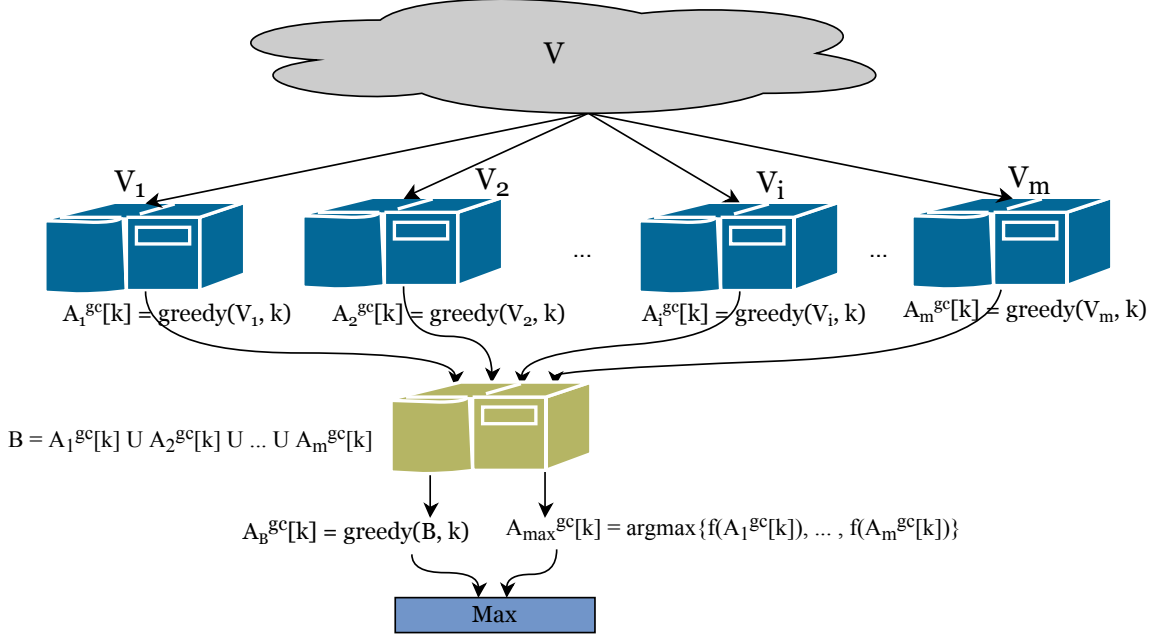 V
V₁ V₂ Vᵢ Vₘ
... ...
A₁ᵍᶜ[k] = greedy(V₁, k) A₂ᵍᶜ[k] = greedy(V₂, k) Aᵢᵍᶜ[k] = greedy(Vᵢ, k) Aₘᵍᶜ[k] = greedy(Vₘ, k)
B = A₁ᵍᶜ[k] U A₂ᵍᶜ[k] U ... U Aₘᵍᶜ[k]
A_Bᵍᶜ[k] = greedy(B, k) Aₘₐₓᵍᶜ[k] = argmax{f(A₁ᵍᶜ[k]), ... , f(Aₘᵍᶜ[k])}
Max